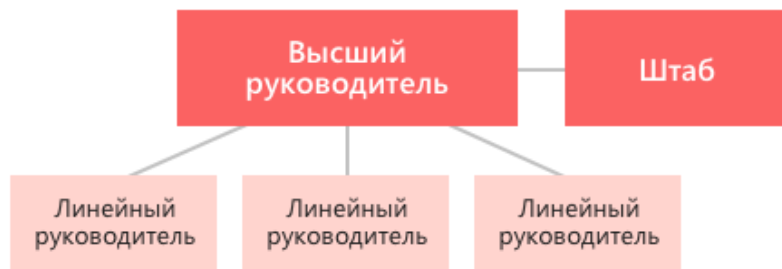 Высший
руководитель
Штаб
Линейный
руководитель
Линейный
руководитель
Линейный
руководитель